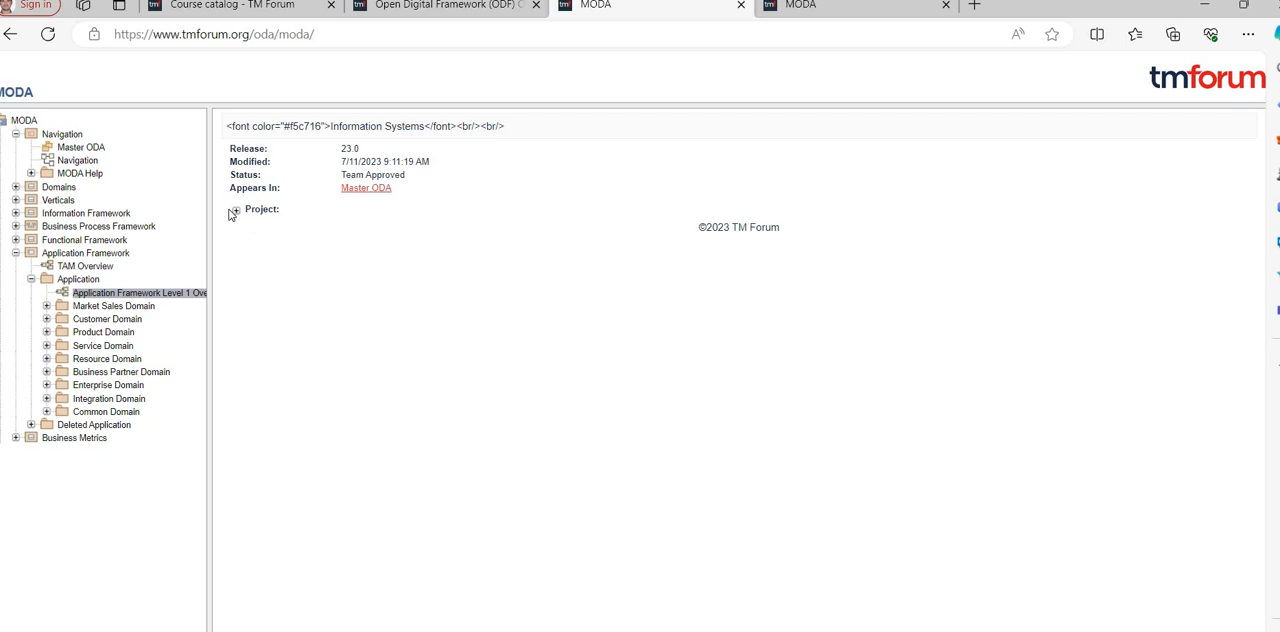 Sign in
Course catalog - TM Forum
Open Digital Framework (ODF) C
MODA
MODA
https://www.tmforum.org/oda/moda/
tmforum
MODA
MODA
Navigation
Master ODA
Navigation
MODA Help
Domains
Verticals
Information Framework
Business Process Framework
Functional Framework
Application Framework
TAM Overview
Application
Application Framework Level 1 Ove
Market Sales Domain
Customer Domain
Product Domain
Service Domain
Resource Domain
Business Partner Domain
Enterprise Domain
Integration Domain
Common Domain
Deleted Application
Business Metrics
<font color="#f5c716">Information Systems</font><br/><br/>
Release: 23.0
Modified: 7/11/2023 9:11:19 AM
Status: Team Approved
Appears In: Master ODA
Project:
©2023 TM Forum